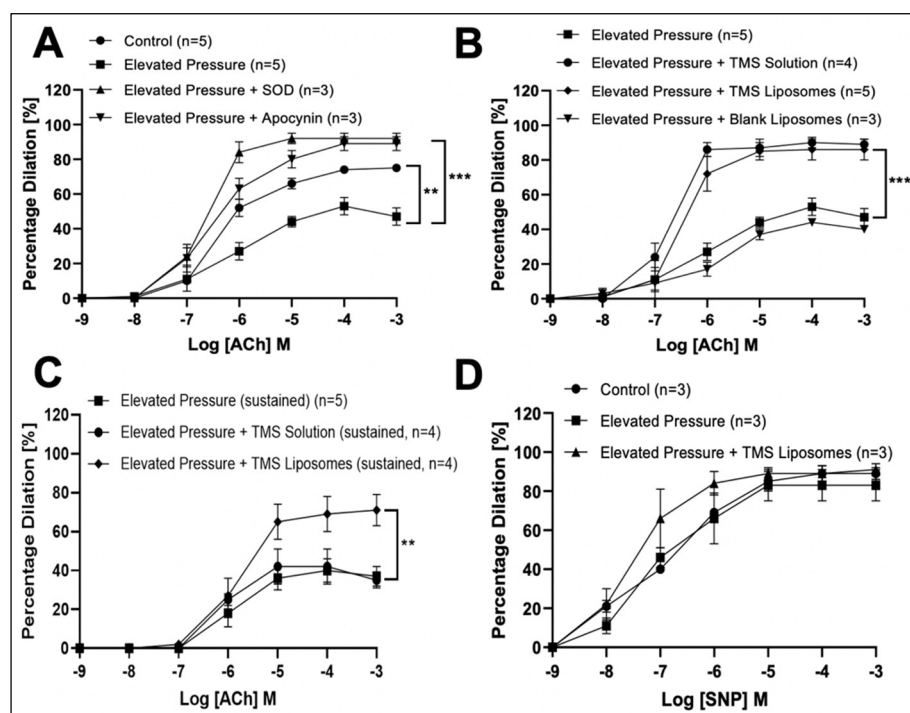 A
Control (n=5)
Elevated Pressure (n=5)
Elevated Pressure + SOD (n=3)
Elevated Pressure + Apocynin (n=3)
Percentage Dilation [%]
120
100
80
60
40
20
0
**
***
-9 -8 -7 -6 -5 -4 -3
Log [ACh] M
B
Elevated Pressure (n=5)
Elevated Pressure + TMS Solution (n=4)
Elevated Pressure + TMS Liposomes (n=5)
Elevated Pressure + Blank Liposomes (n=3)
Percentage Dilation [%]
120
100
80
60
40
20
0
***
-9 -8 -7 -6 -5 -4 -3
Log [ACh] M
C
Elevated Pressure (sustained) (n=5)
Elevated Pressure + TMS Solution (sustained, n=4)
Elevated Pressure + TMS Liposomes (sustained, n=4)
Percentage Dilation [%]
120
100
80
60
40
20
0
**
-9 -8 -7 -6 -5 -4 -3
Log [ACh] M
D
Control (n=3)
Elevated Pressure (n=3)
Elevated Pressure + TMS Liposomes (n=3)
Percentage Dilation [%]
120
100
80
60
40
20
0
-9 -8 -7 -6 -5 -4 -3
Log [SNP] M